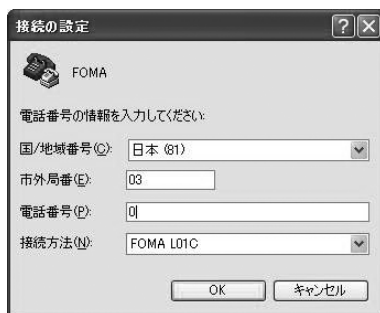 接続の設定
FOMA
電話番号の情報を入力してください:
国/地域番号(C): 日本 (81)
市外局番(E): 03
電話番号(P): 0
接続方法(N): FOMA L01C
OK キャンセル